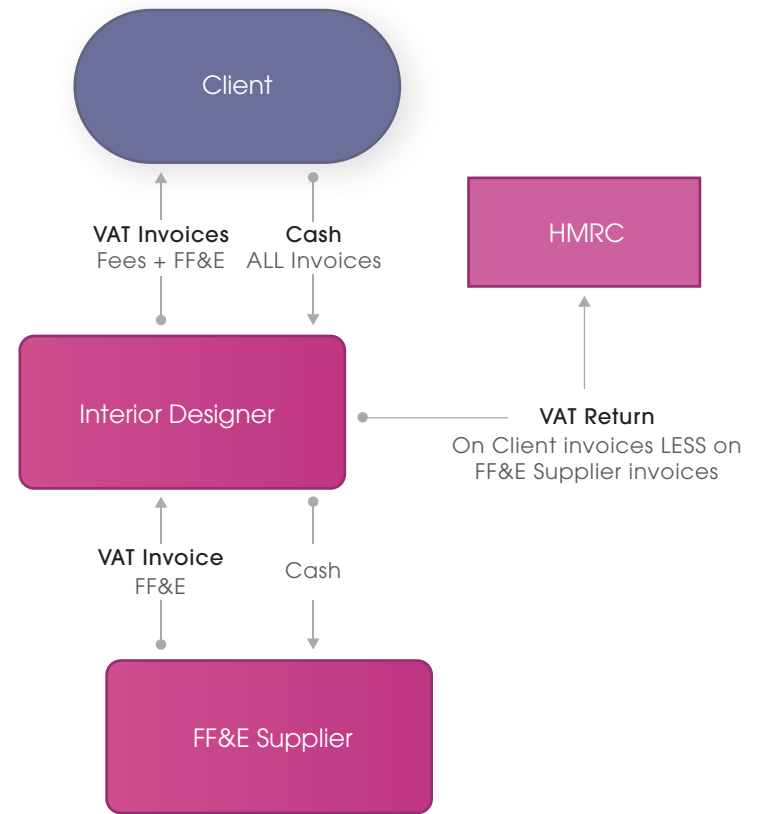 Client
VAT Invoices
Fees + FF&E
Cash
ALL Invoices
HMRC
Interior Designer
VAT Return
On Client invoices LESS on
FF&E Supplier invoices
VAT Invoice
FF&E
Cash
FF&E Supplier